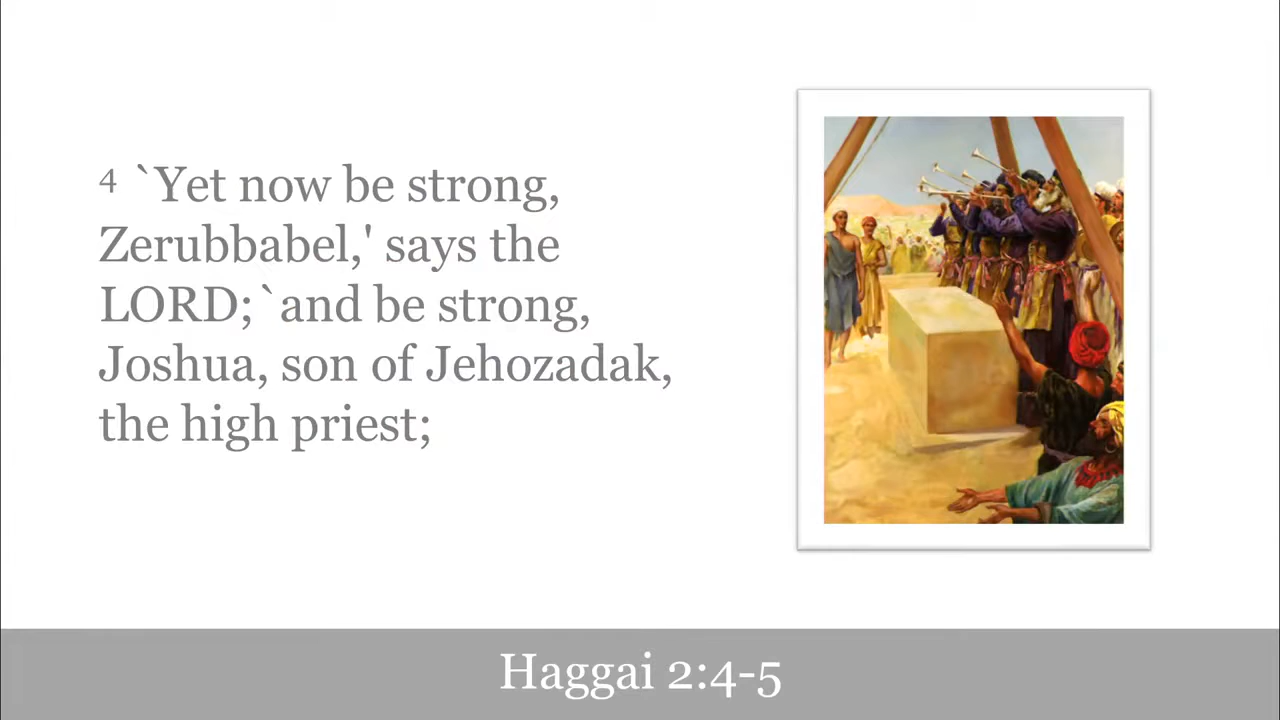 4 `Yet now be strong,
Zerubbabel,' says the
LORD;`and be strong,
Joshua, son of Jehozadak,
the high priest;
Haggai 2:4-5